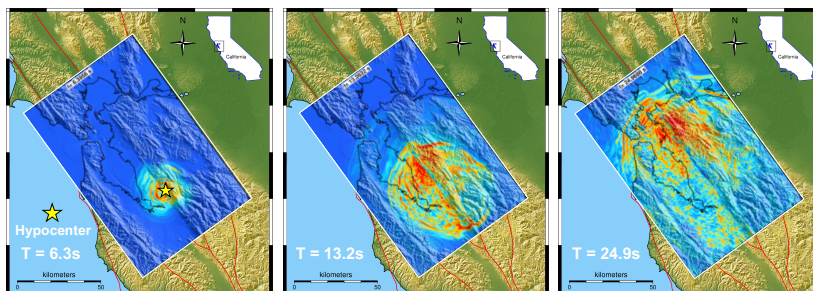 N
California
Hypocenter
T = 6.3s
kilometers
0 50
N
California
T = 13.2s
kilometers
0 50
N
California
T = 24.9s
kilometers
0 50